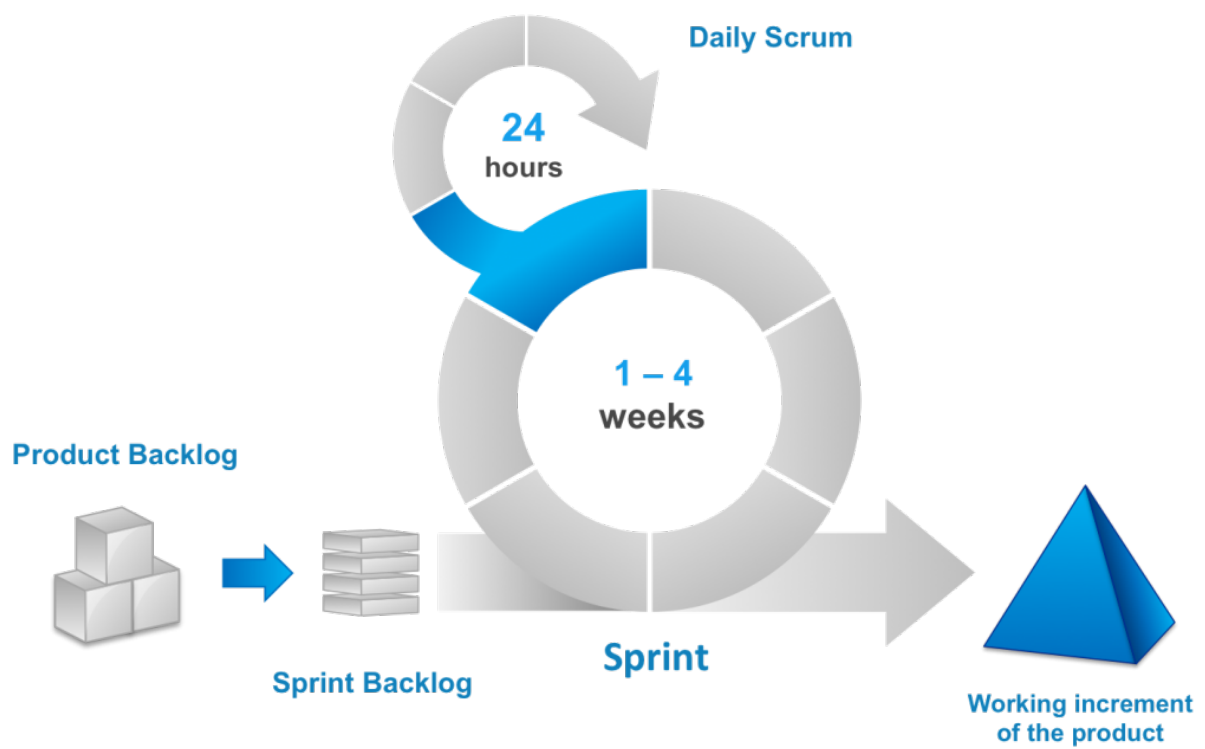 Daily Scrum
24
hours
1 – 4
weeks
Product Backlog
Sprint Backlog
Sprint
Working increment
of the product